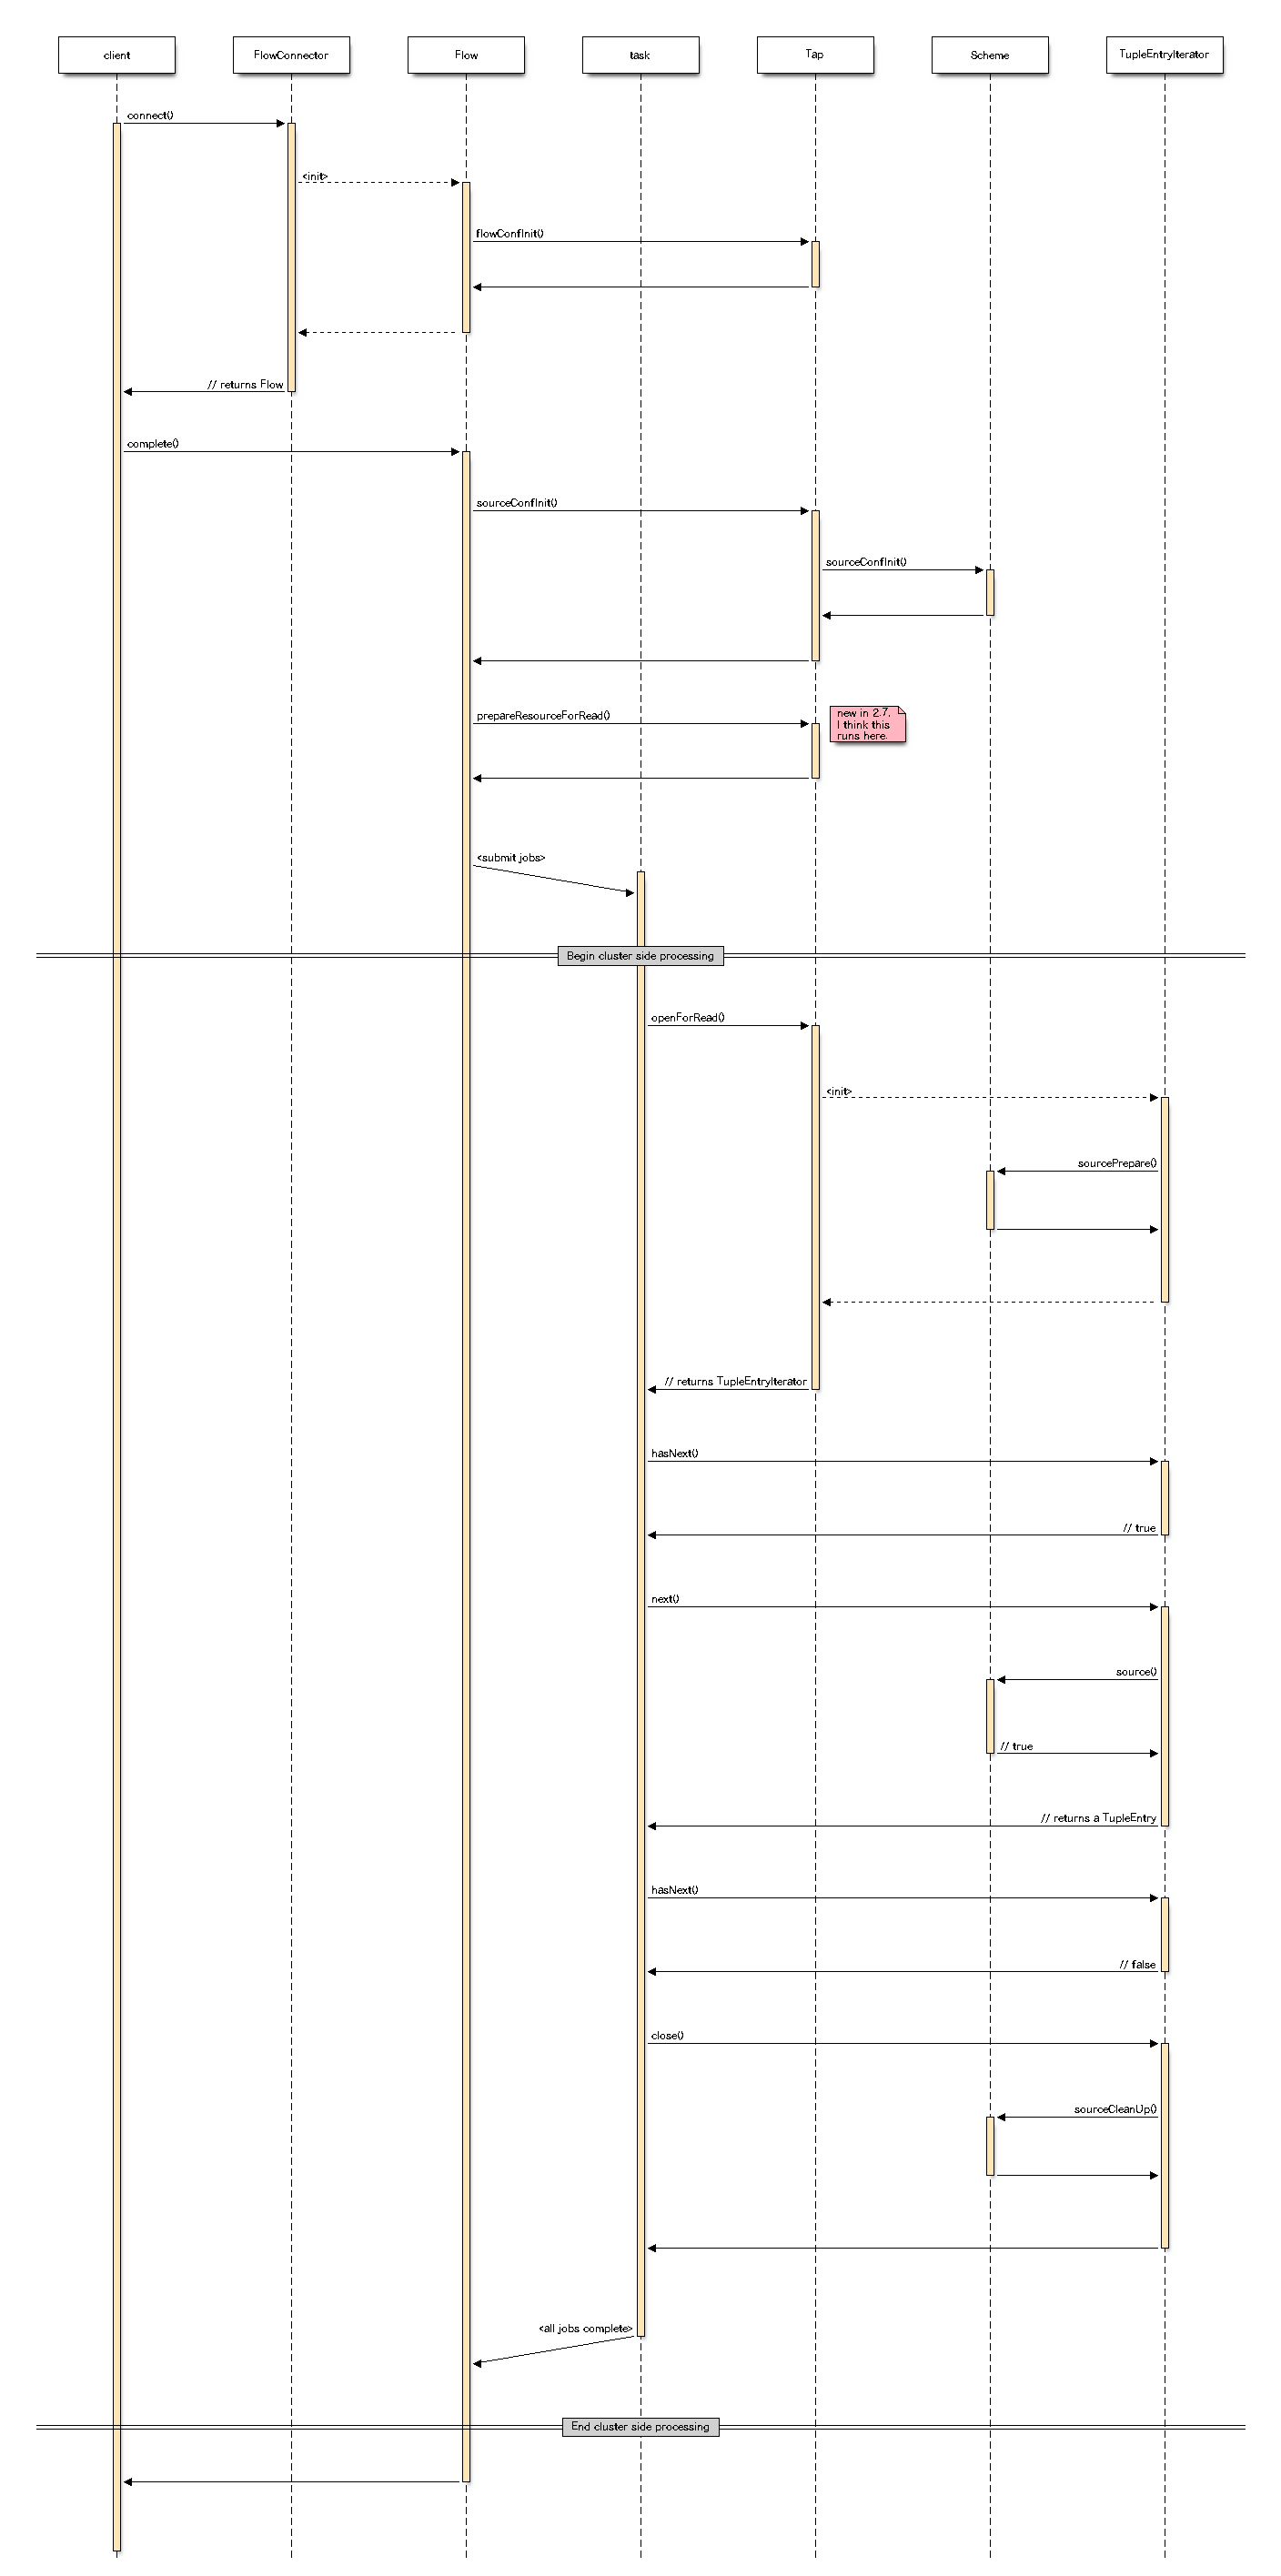 client
FlowConnector
Flow
task
Tap
Scheme
TupleEntryIterator
connect()
<init>
flowConfInit()
// returns Flow
complete()
sourceConfInit()
sourceConfInit()
prepareResourceForRead()
new in 2.7,
I think this
runs here.
<submit jobs>
Begin cluster side processing
openForRead()
<init>
sourcePrepare()
// returns TupleEntryIterator
hasNext()
// true
next()
source()
// true
// returns a TupleEntry
hasNext()
// false
close()
sourceCleanUp()
<all jobs complete>
End cluster side processing